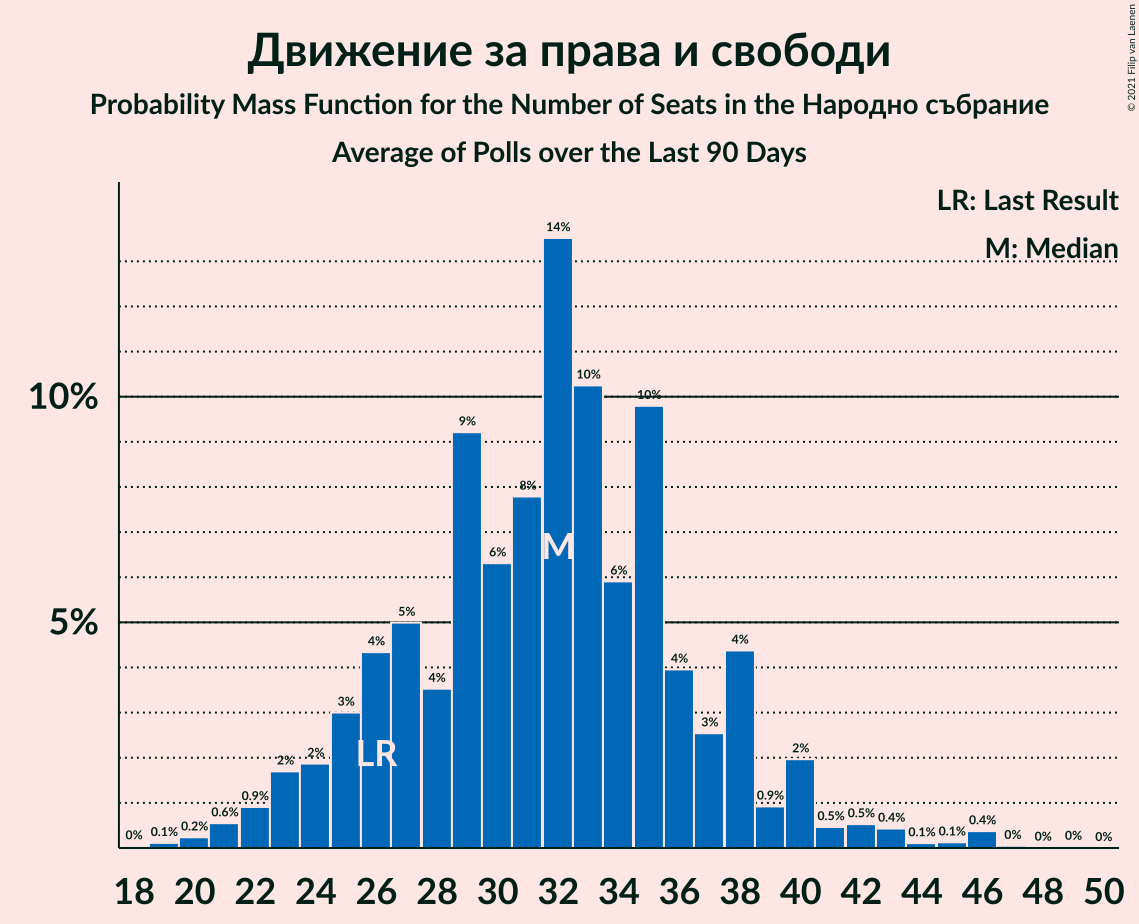 Движение за права и свободи
Probability Mass Function for the Number of Seats in the Народно събрание
Average of Polls over the Last 90 Days
© 2021 Filip van Laenen
LR: Last Result
M: Median
10%
5%
0% 0.1% 0.2% 0.6% 0.9% 2% 2% 3% 4% 5% 4% 9% 6% 8% 14% 10% 6% 10% 4% 3% 4% 0.9% 2% 0.5% 0.5% 0.4% 0.1% 0.1% 0.4% 0% 0% 0% 0%
M
LR
18 20 22 24 26 28 30 32 34 36 38 40 42 44 46 48 50